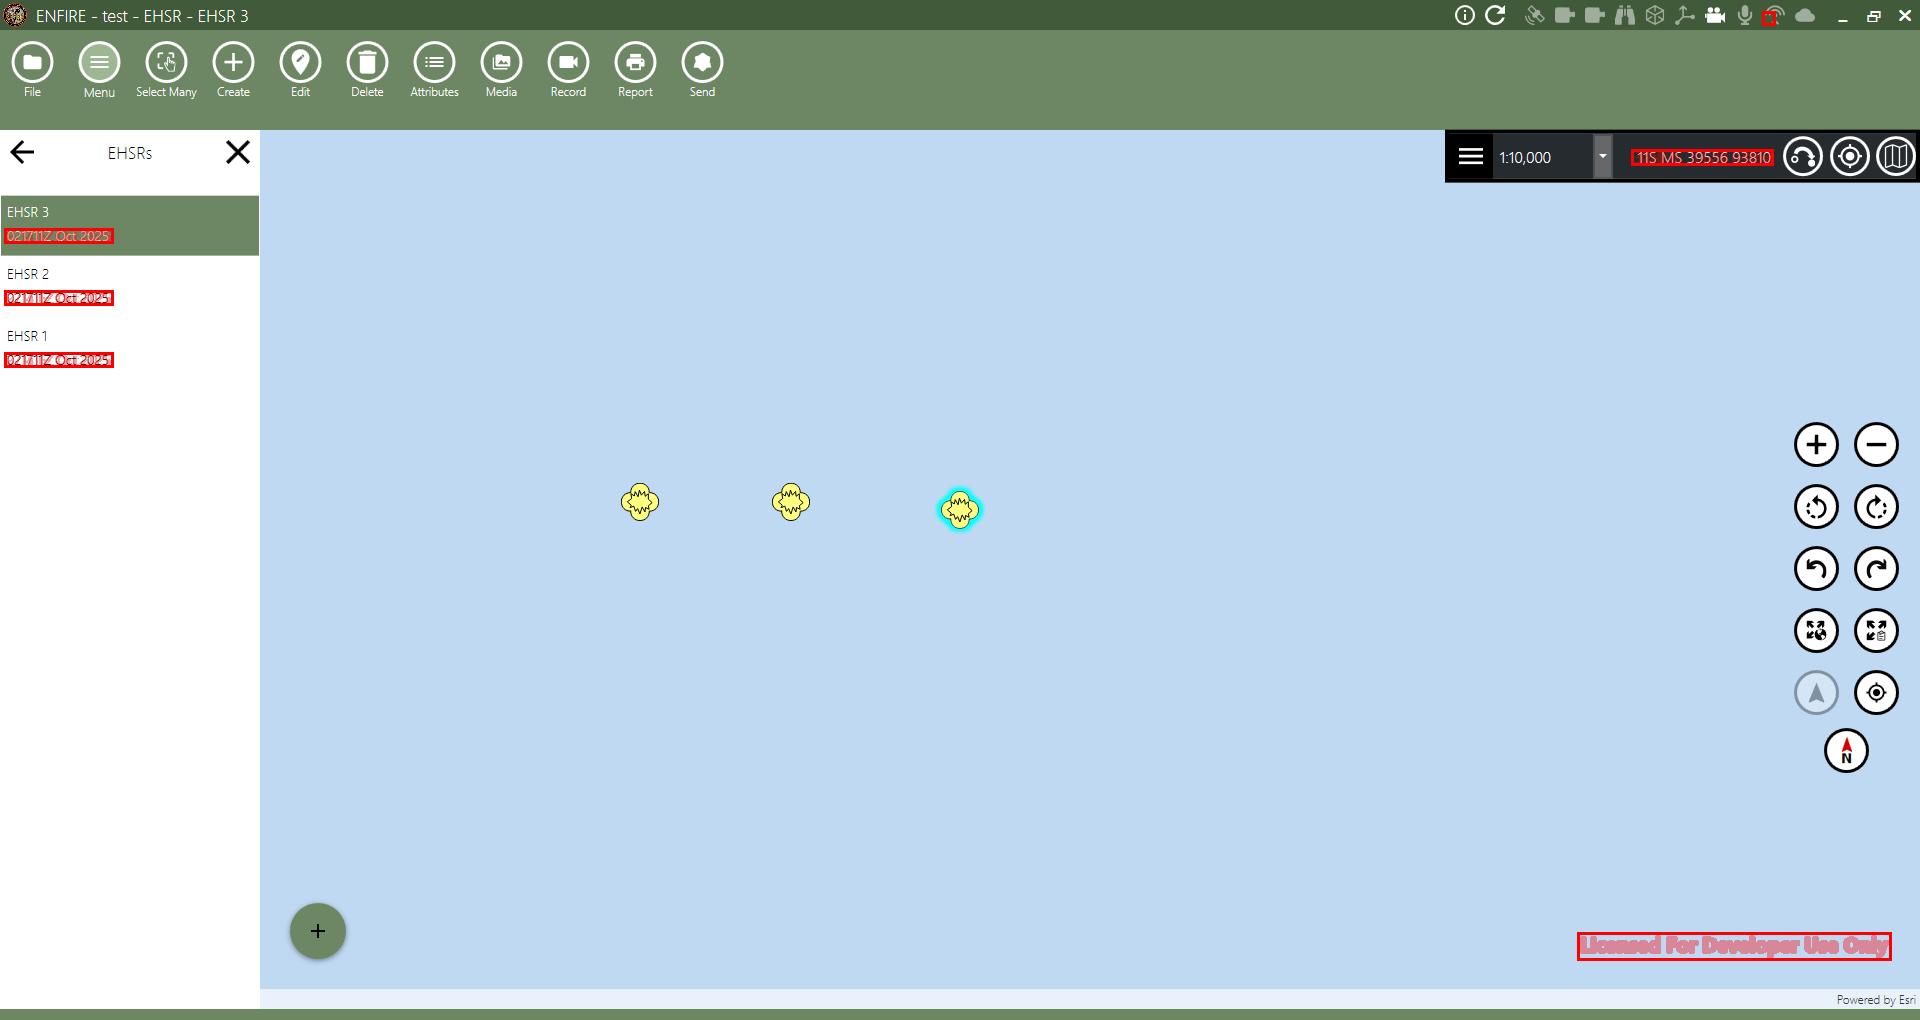 ENFIRE - test - EHSR - EHSR 3
File
Menu
Select Many
Create
Edit
Delete
Attributes
Media
Record
Report
Send
EHSRs
1:10,000
11S MS 39556 93810
EHSR 3
021711Z Oct 2025
EHSR 2
021711Z Oct 2025
EHSR 1
021711Z Oct 2025
N
Licensed For Developer Use Only
Powered by Esri